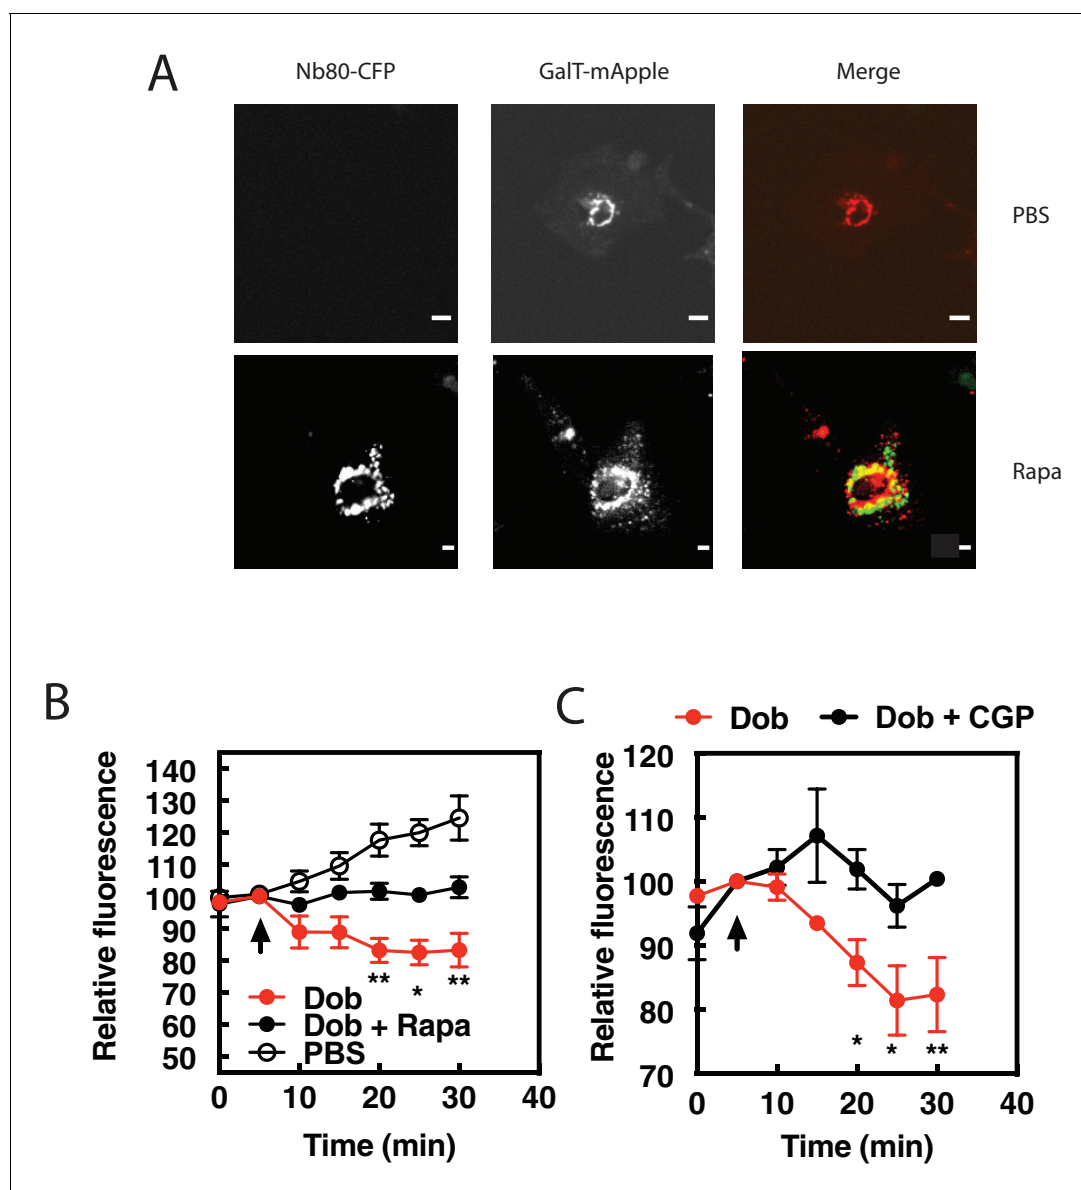 A
Nb80-CFP
GalT-mApple
Merge
PBS
Rapa
B
Relative fluorescence
140
130
120
110
100
90
80
70
60
50
** * **
Dob
Dob + Rapa
PBS
0 10 20 30 40
Time (min)
C
Dob Dob + CGP
Relative fluorescence
120
110
100
90
80
70
* * **
0 10 20 30 40
Time (min)